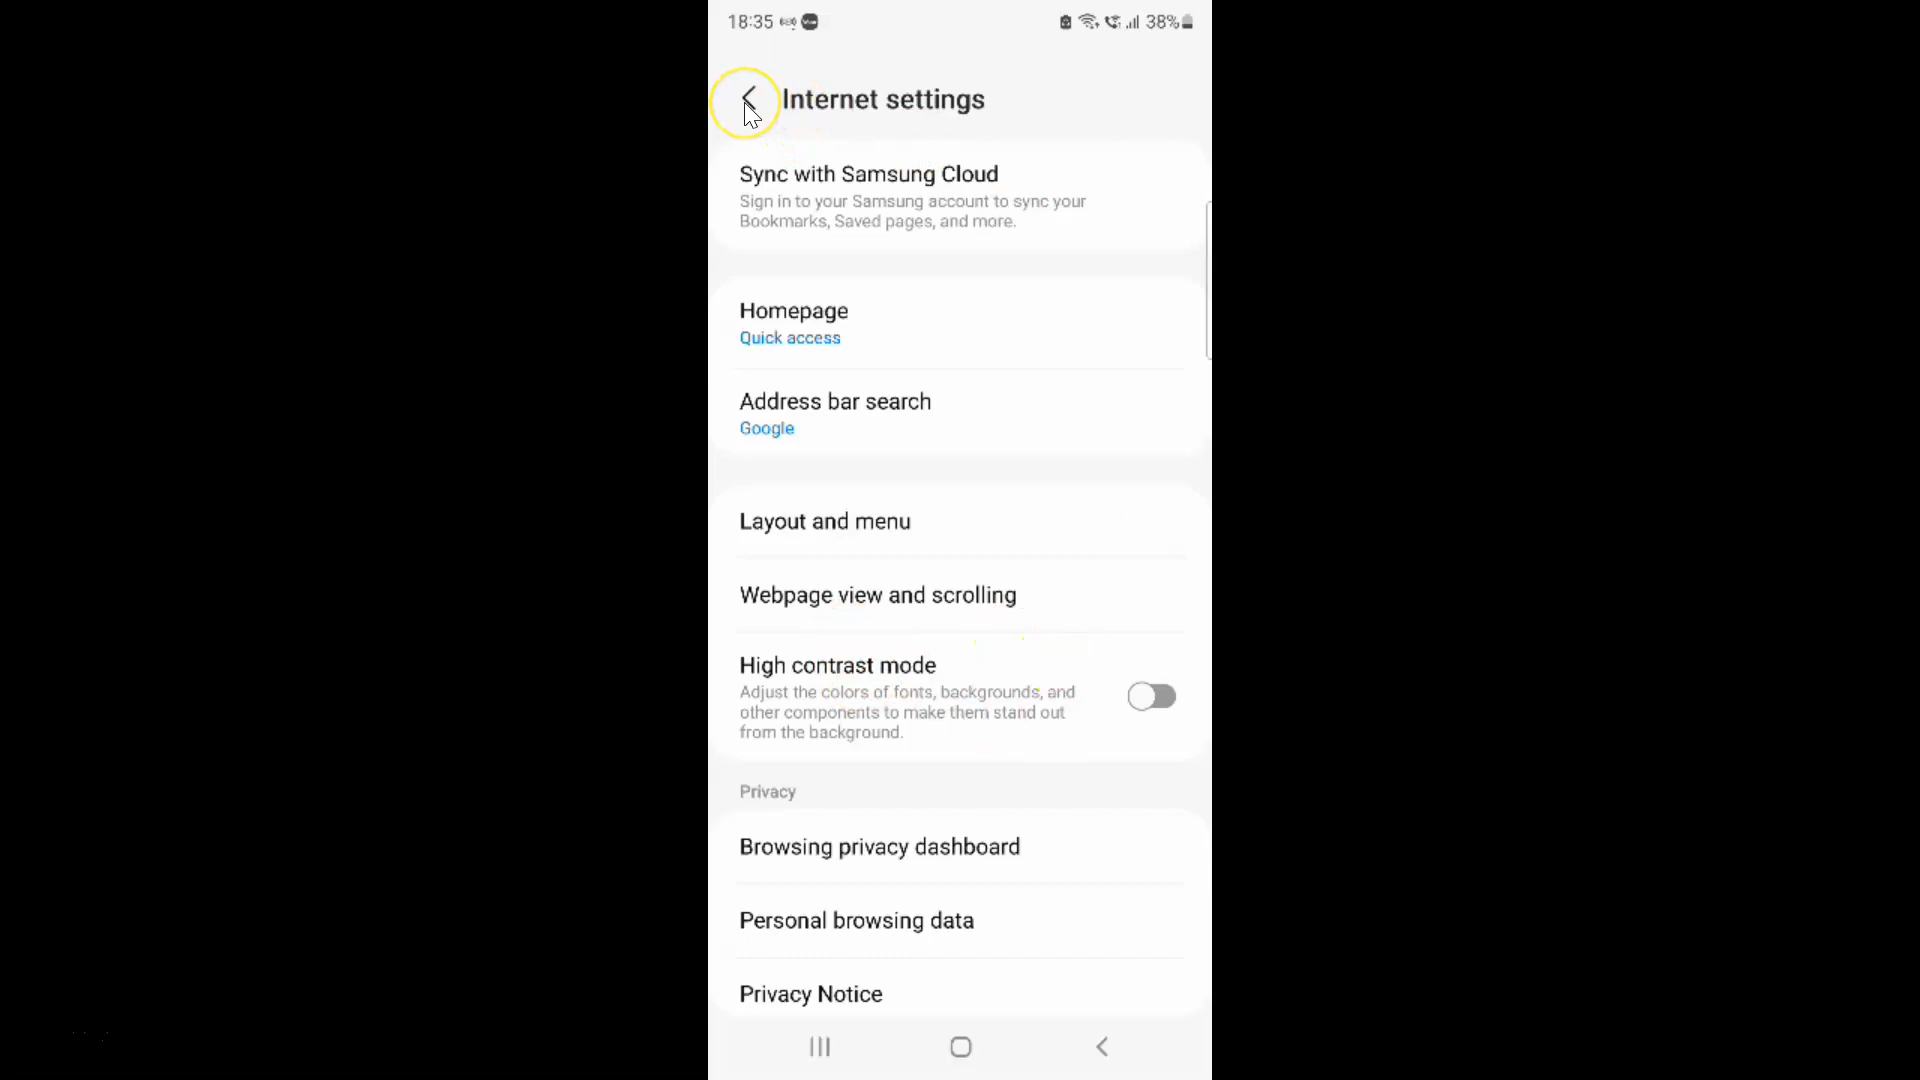 18:35
38%
Internet settings
Sync with Samsung Cloud
Sign in to your Samsung account to sync your
Bookmarks, Saved pages, and more.
Homepage
Quick access
Address bar search
Google
Layout and menu
Webpage view and scrolling
High contrast mode
Adjust the colors of fonts, backgrounds, and
other components to make them stand out
from the background.
Privacy
Browsing privacy dashboard
Personal browsing data
Privacy Notice